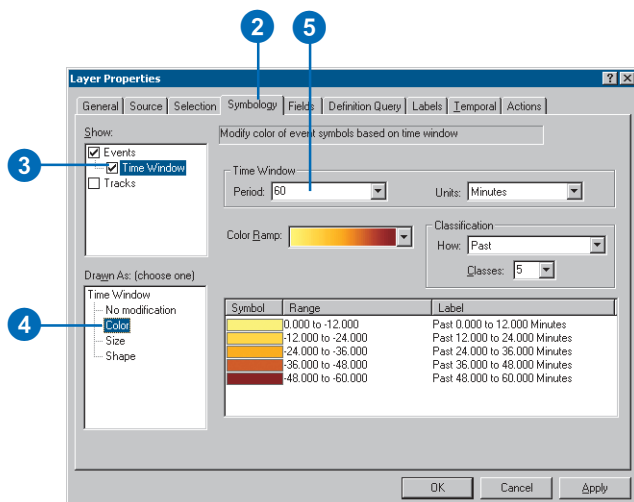 2
5
Layer Properties
General Source Selection Symbology Fields Definition Query Labels Temporal Actions
Show:
Modify color of event symbols based on time window
3
Events
Time Window
Tracks
Time Window
Period: 60
Units: Minutes
Color Ramp:
Classification
How: Past
Classes: 5
Drawn As: (choose one)
Time Window
No modification
4
Color
Size
Shape
Symbol Range Label
0.000 to -12.000 Past 0.000 to 12.000 Minutes
-12.000 to -24.000 Past 12.000 to 24.000 Minutes
-24.000 to -36.000 Past 24.000 to 36.000 Minutes
-36.000 to -48.000 Past 36.000 to 48.000 Minutes
-48.000 to -60.000 Past 48.000 to 60.000 Minutes
OK Cancel Apply